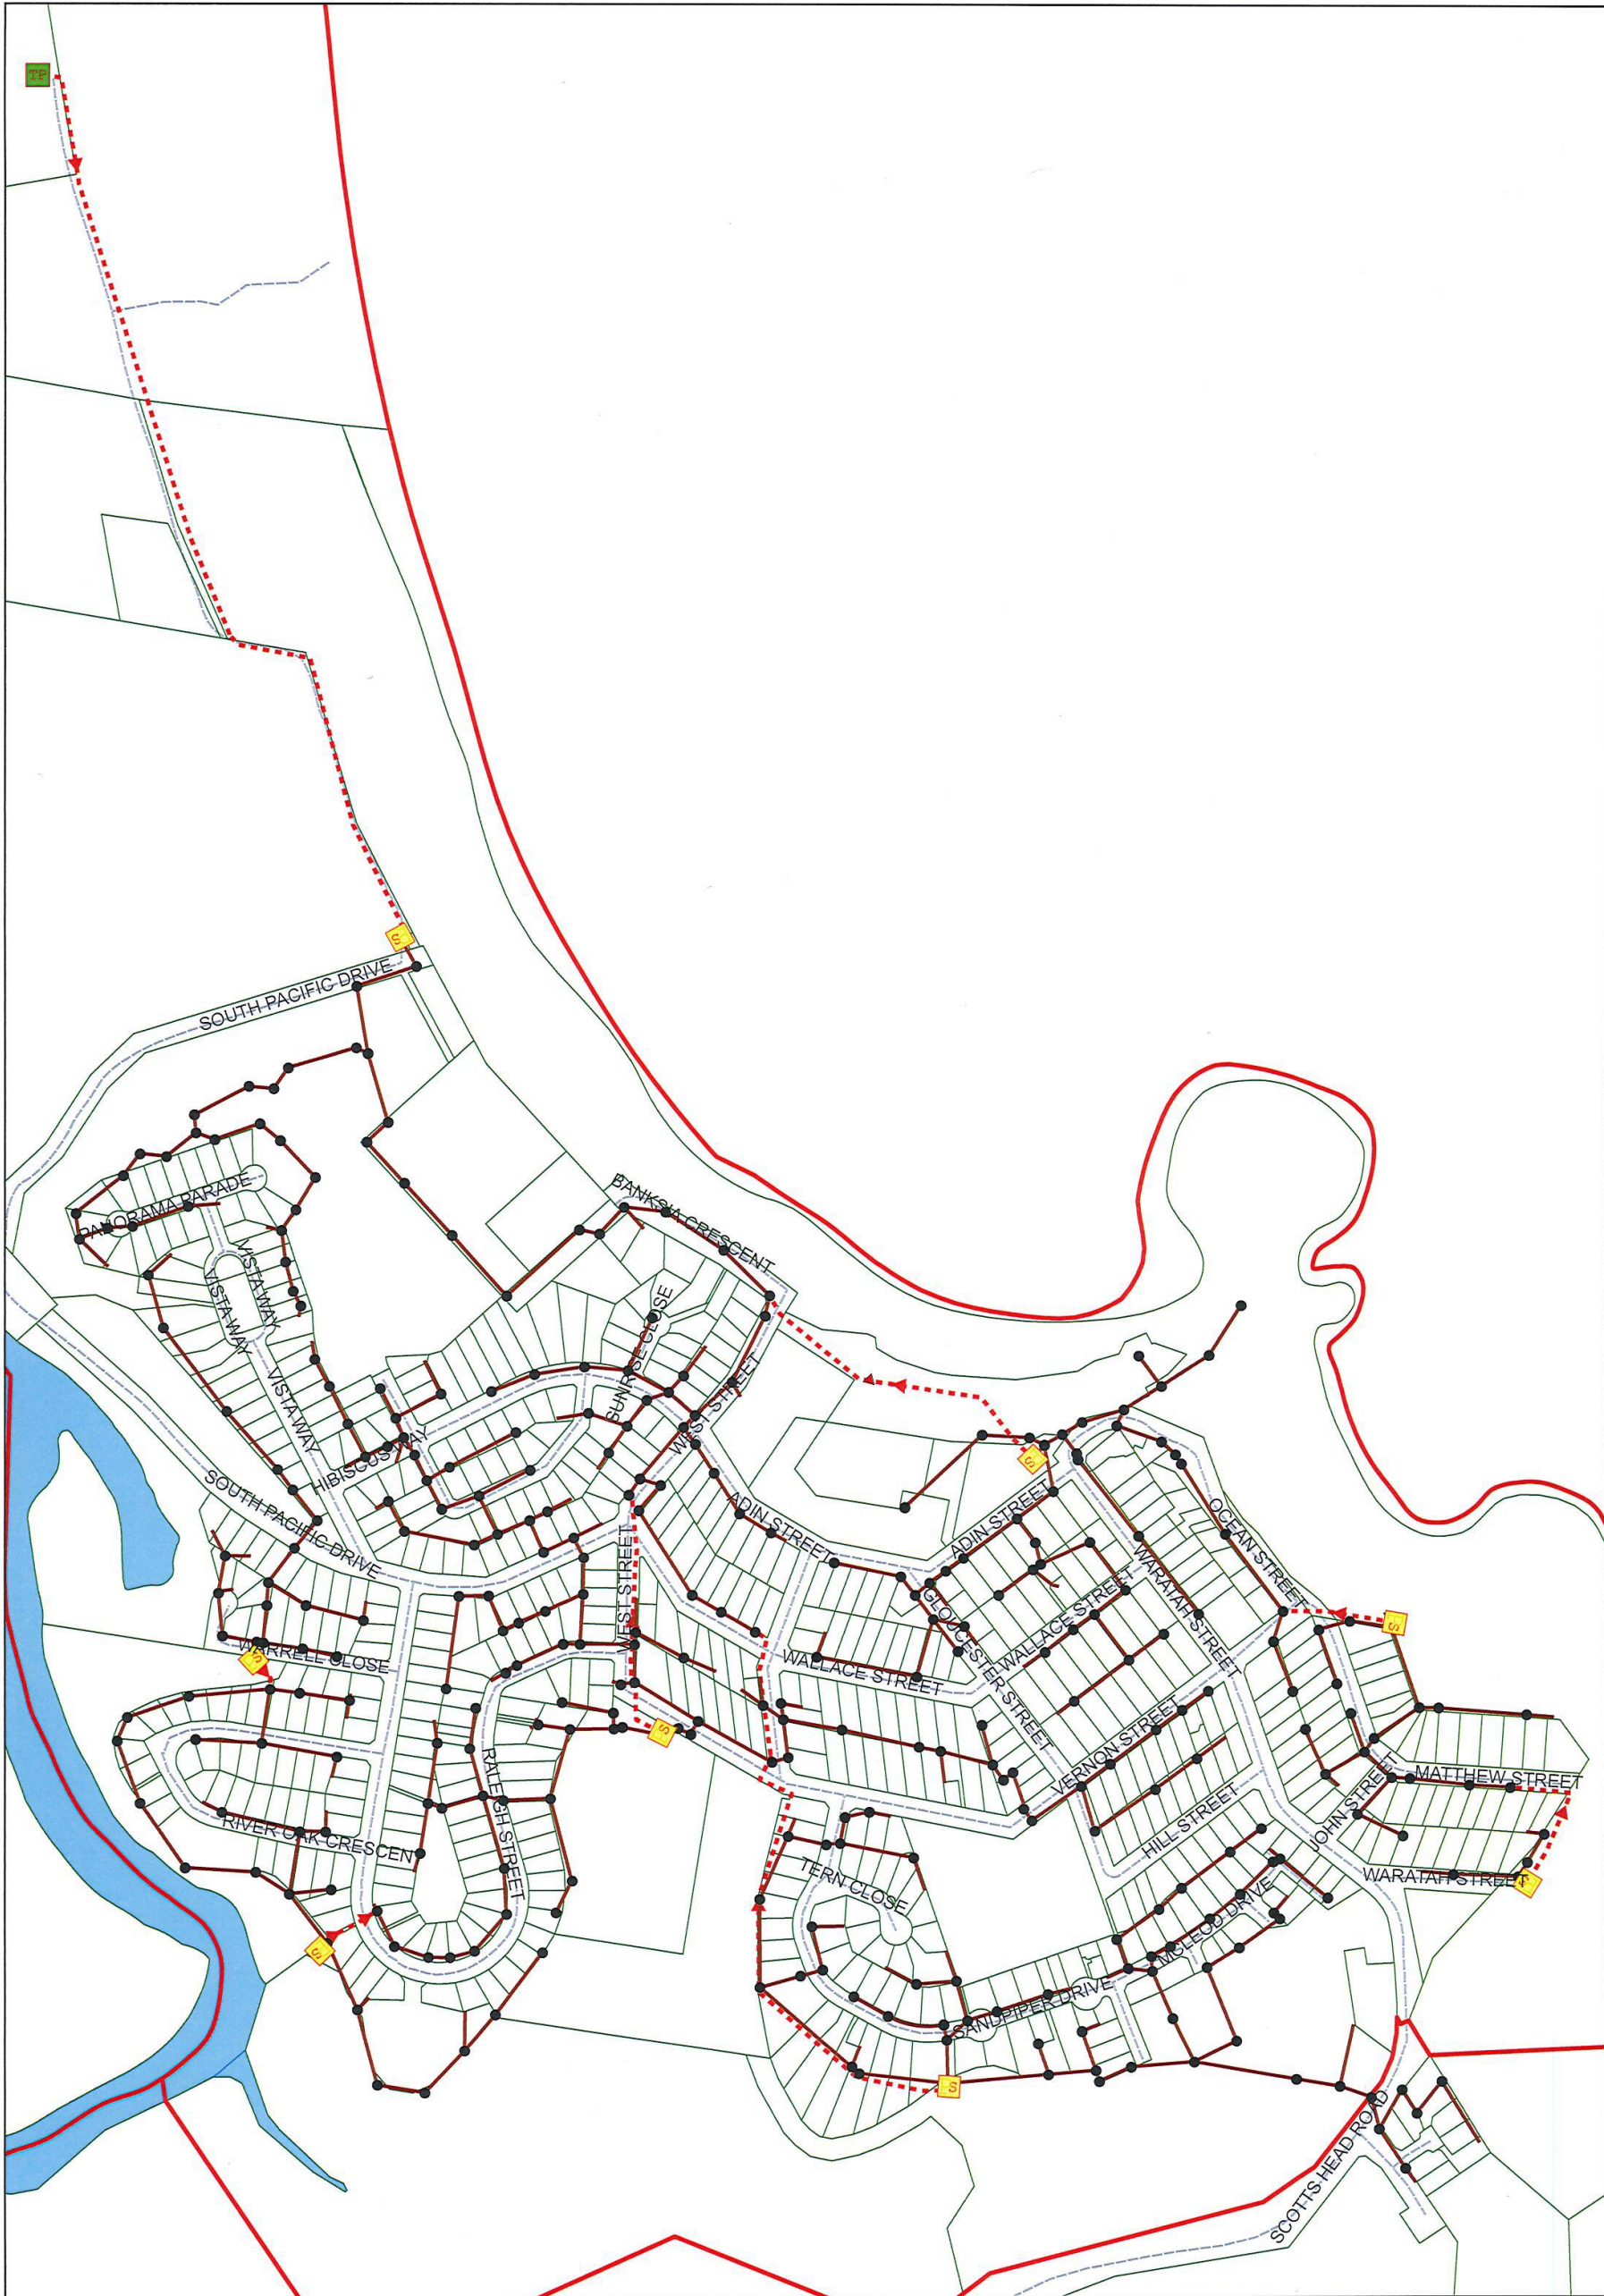 TP
S
SOUTH PACIFIC DRIVE
BANKSIA CRESCENT
PANORAMA PARADE
VISTA WAY
VISTA WAY
SUNRISE CLOSE
WEST STREET
VISTA WAY
HIBISCUS WAY
S
SOUTH PACIFIC DRIVE
ADIN STREET
ADIN STREET
OCEAN STREET
WEST STREET
WARATAH STREET
GLOUCESTER STREET
WALLACE STREET
S
WARRELL CLOSE
S
WALLACE STREET
S
VERNON STREET
RALEIGH STREET
MATTHEW STREET
JOHN STREET
HILL STREET
RIVER OAK CRESCENT
TERN CLOSE
WARATAH STREET
S
MCLEOD DRIVE
S
SANDPIPER DRIVE
S
SCOTTS HEAD ROAD